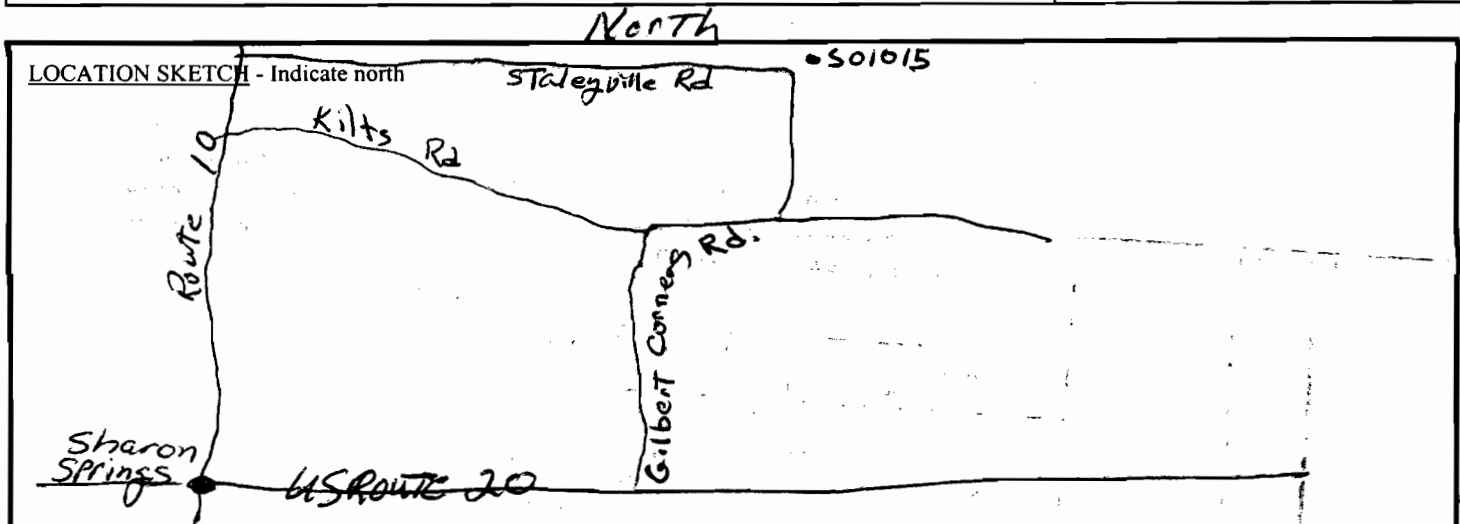 North
LOCATION SKETCH - Indicate north
•SO1015
Staleyville Rd
Kilts Rd
Route 10
Gilbert Corners Rd.
Sharon
Springs
US ROUTE 20